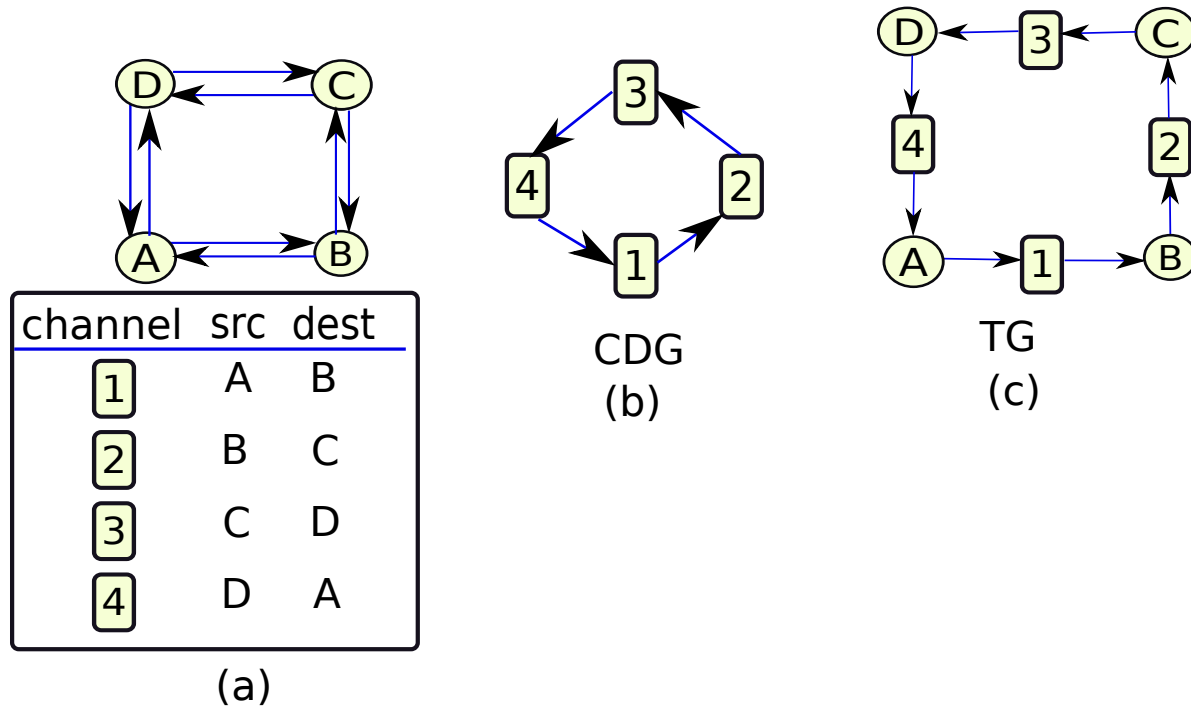 D C
A B
channel src dest
1 A B
2 B C
3 C D
4 D A
(a)
3
4 2
1
CDG
(b)
D 3 C
4 2
A 1 B
TG
(c)